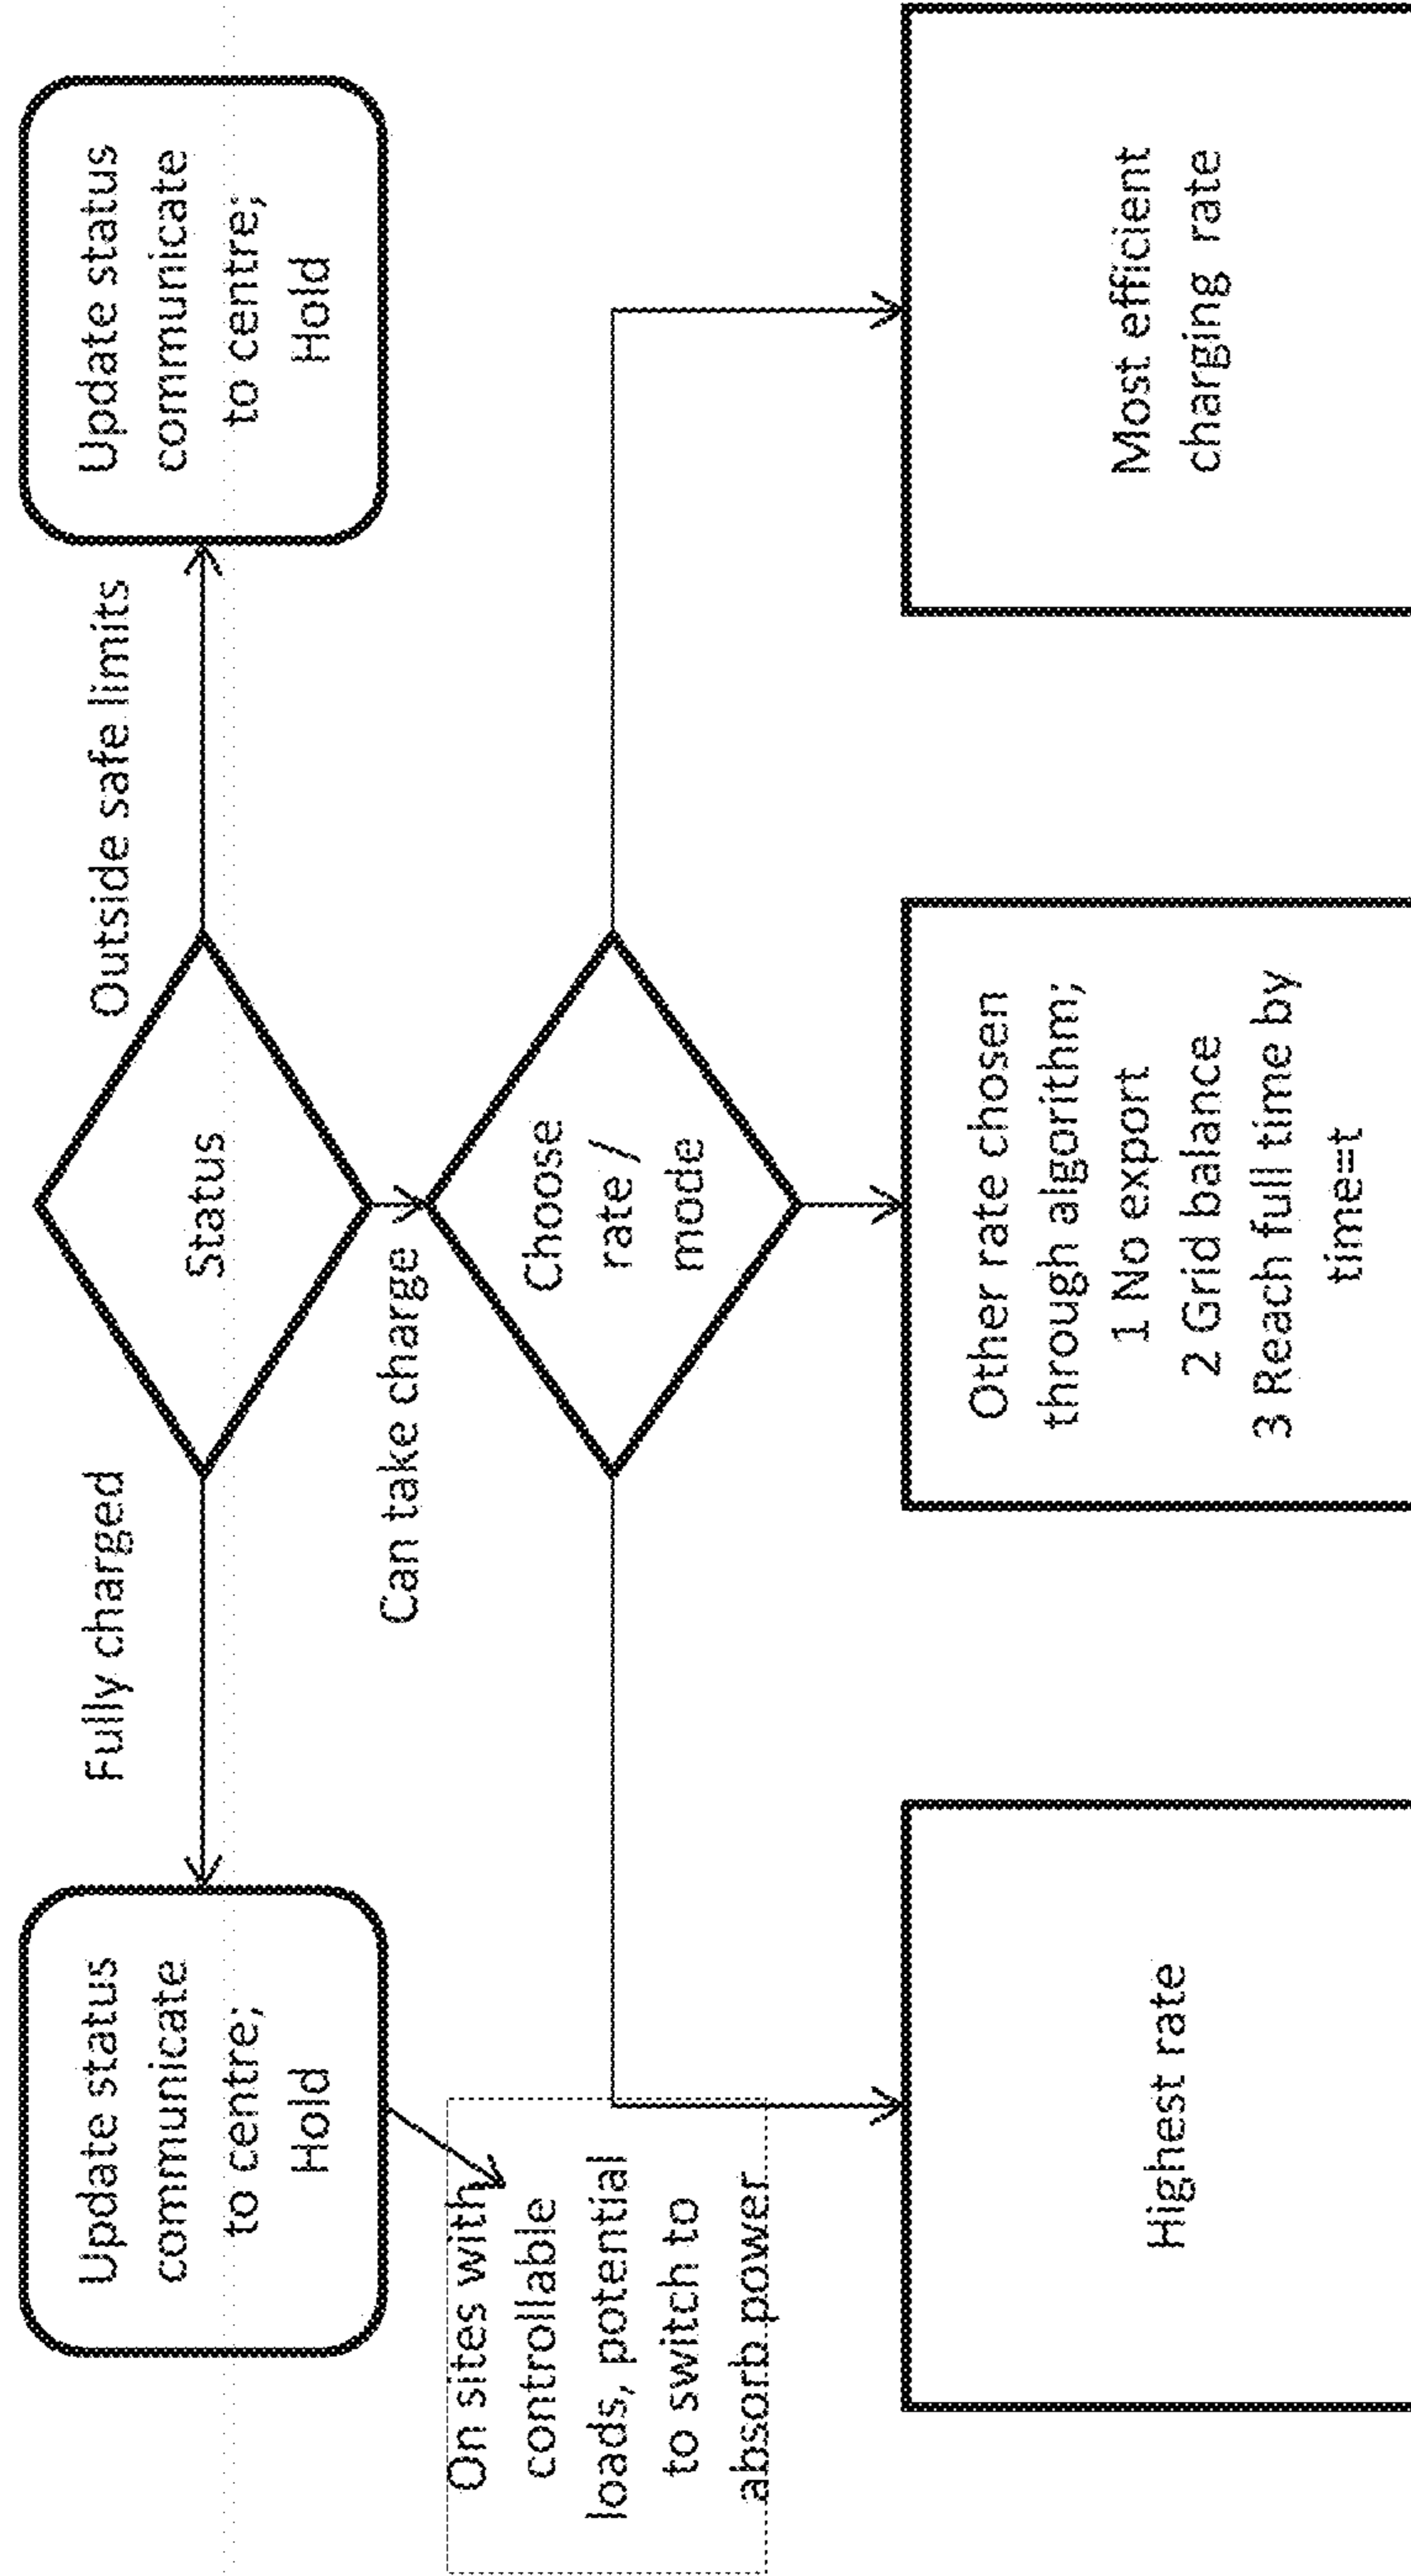 Fully charged
Outside safe limits
Update status
communicate
to centre;
Hold
Status
Update status
communicate
to centre;
Hold
Can take charge
On sites with
controllable
loads, potential
to switch to
absorb power
Choose
rate /
mode
Highest rate
Other rate chosen
through algorithm;
1 No export
2 Grid balance
3 Reach full time by
time=t
Most efficient
charging rate